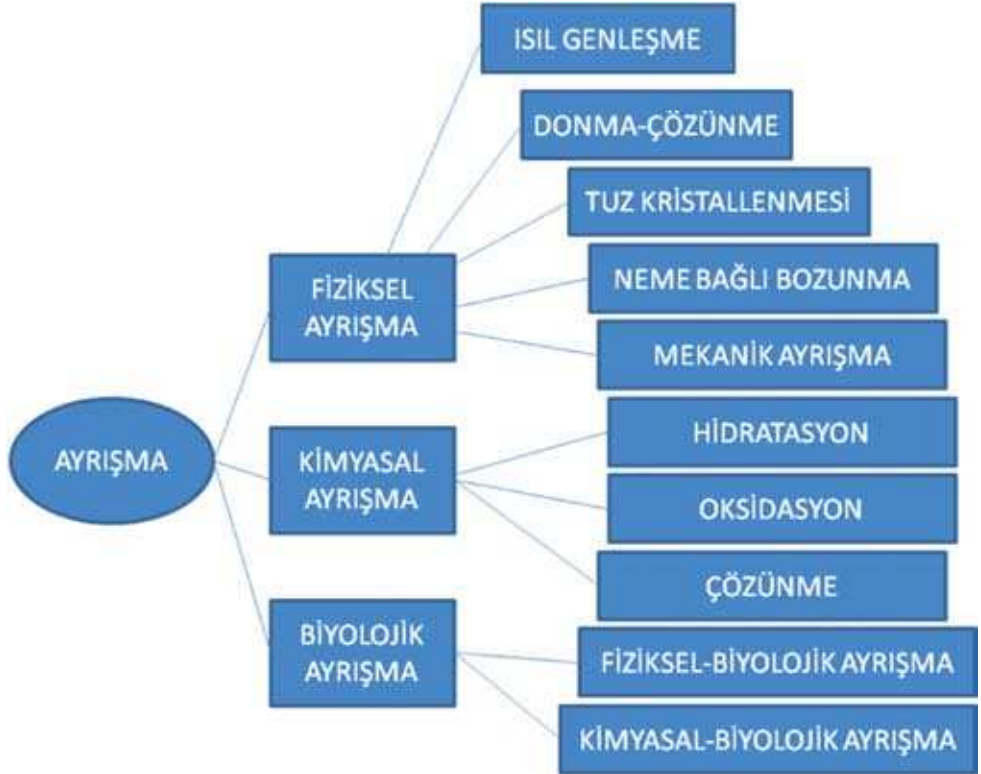 ISIL GENLEŞME
DONMA-ÇÖZÜNME
TUZ KRİSTALLENMESİ
FİZİKSEL
AYRIŞMA
NEME BAĞLI BOZUNMA
MEKANİK AYRIŞMA
AYRIŞMA
KİMYASAL
AYRIŞMA
HİDRATASYON
OKSİDASYON
ÇÖZÜNME
BİYOLOJİK
AYRIŞMA
FİZİKSEL-BİYOLOJİK AYRIŞMA
KİMYASAL-BİYOLOJİK AYRIŞMA